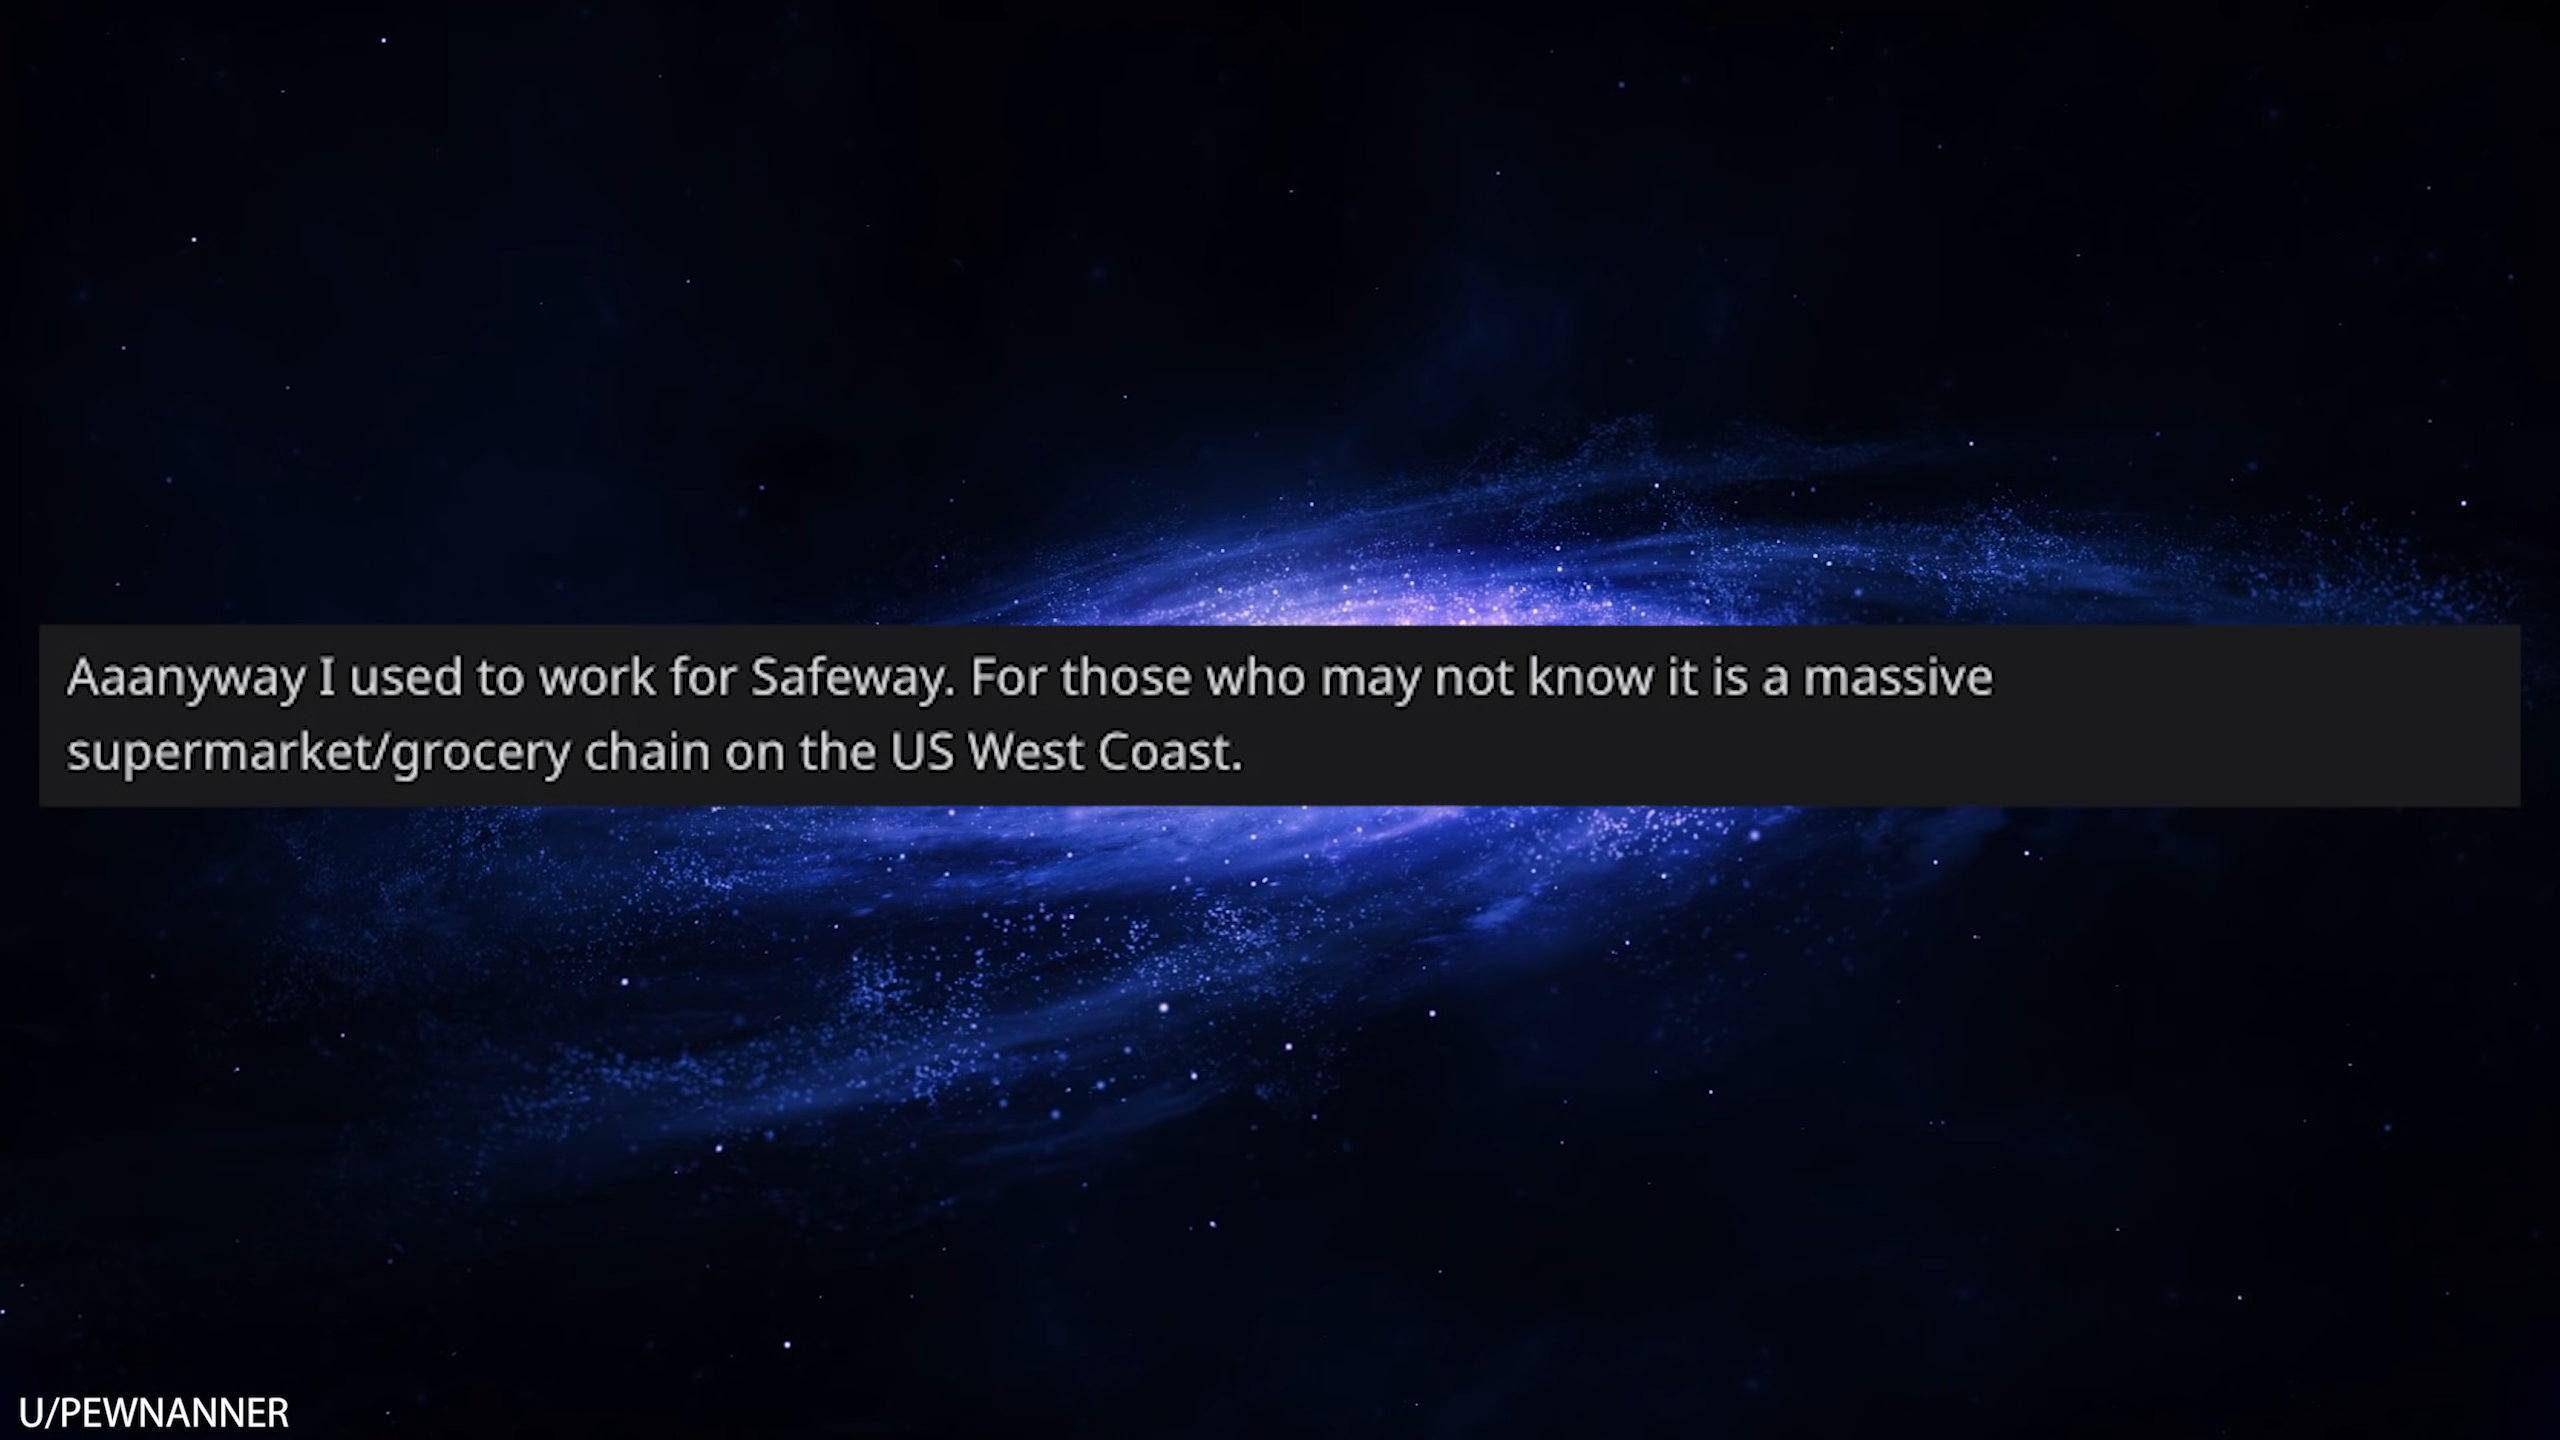 Aaanyway I used to work for Safeway. For those who may not know it is a massive
supermarket/grocery chain on the US West Coast.
U/PEWNANNER